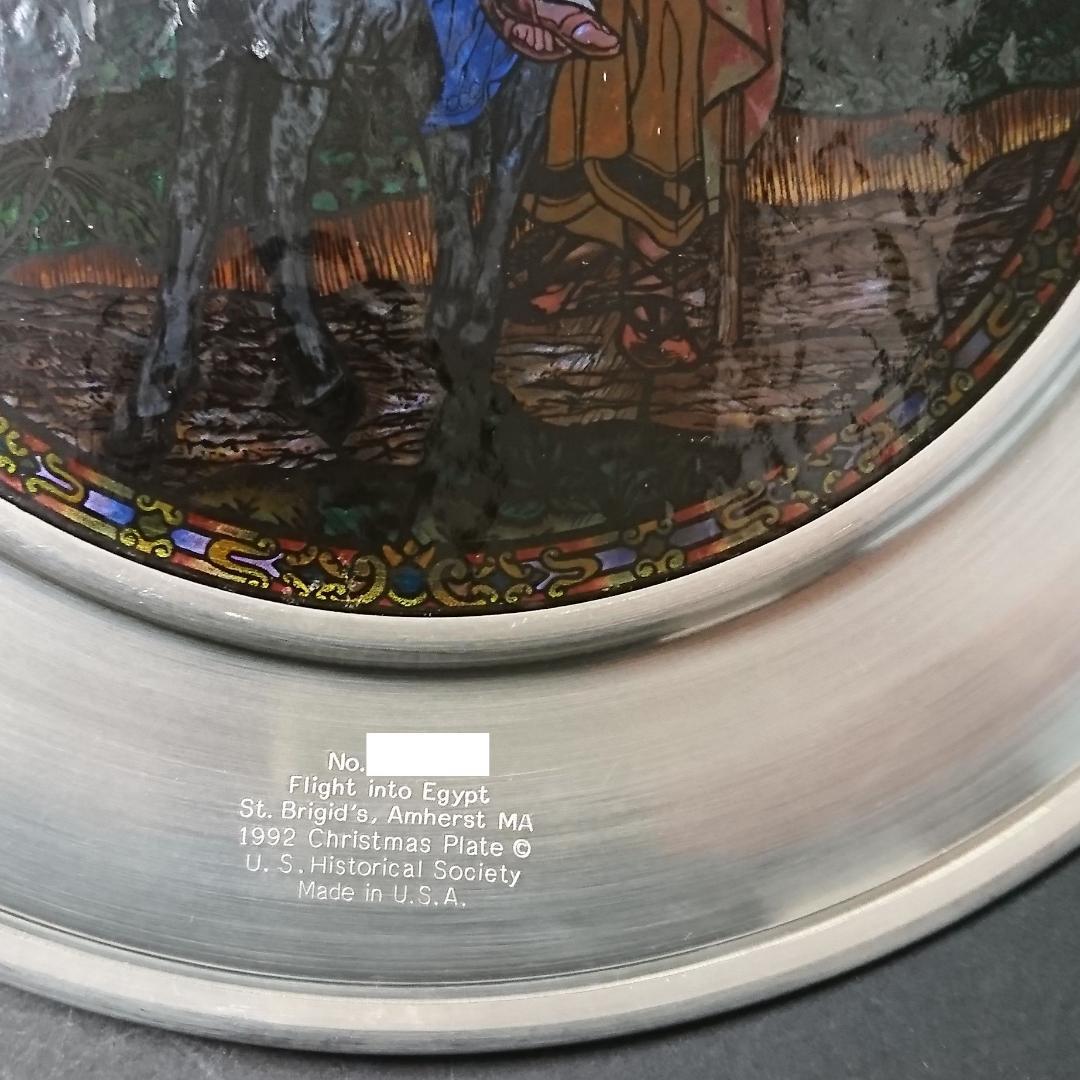 No.
Flight into Egypt
St. Brigid's, Amherst MA
1992 Christmas Plate ©
U. S. Historical Society
Made in U.S.A.